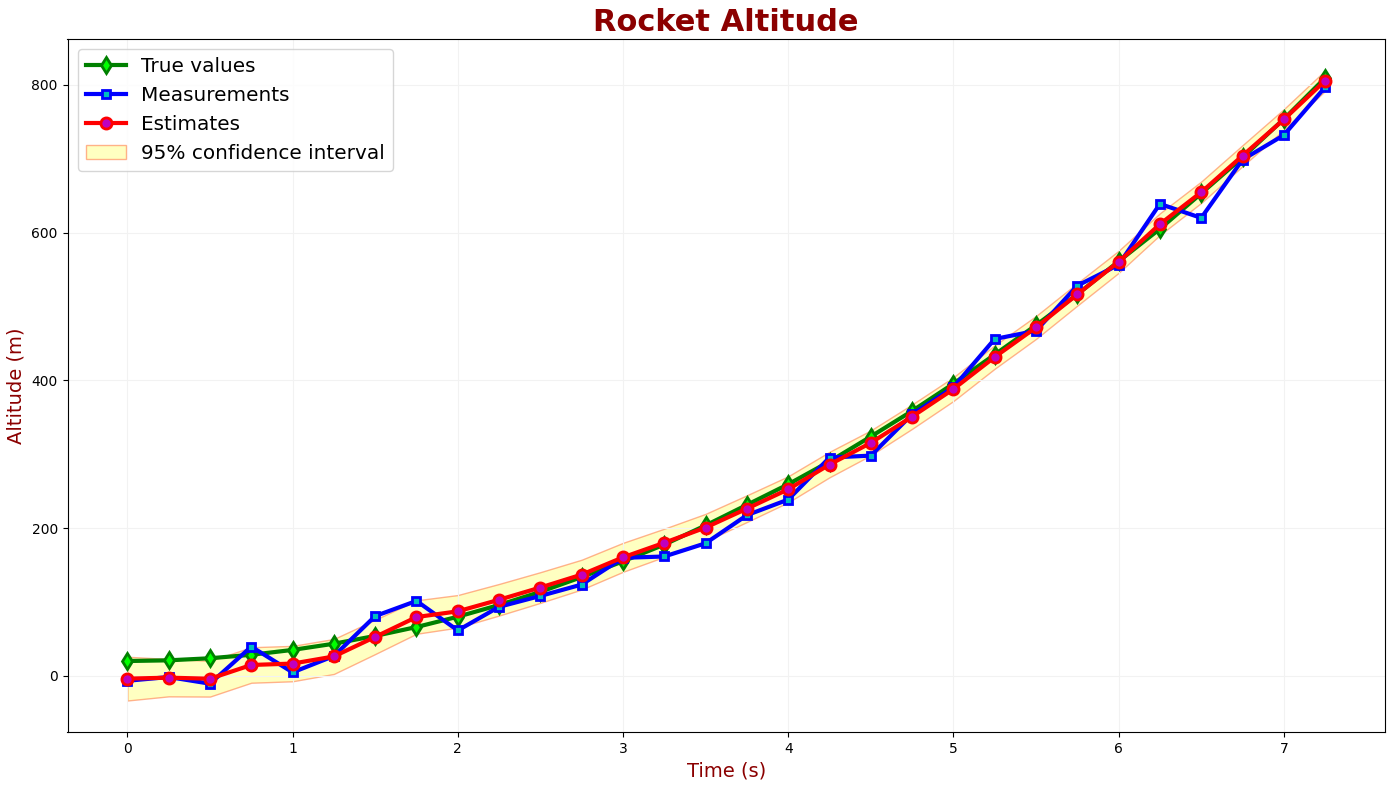 Rocket Altitude
True values
Measurements
Estimates
95% confidence interval
Altitude (m)
800
600
400
200
0
0 1 2 3 4 5 6 7
Time (s)